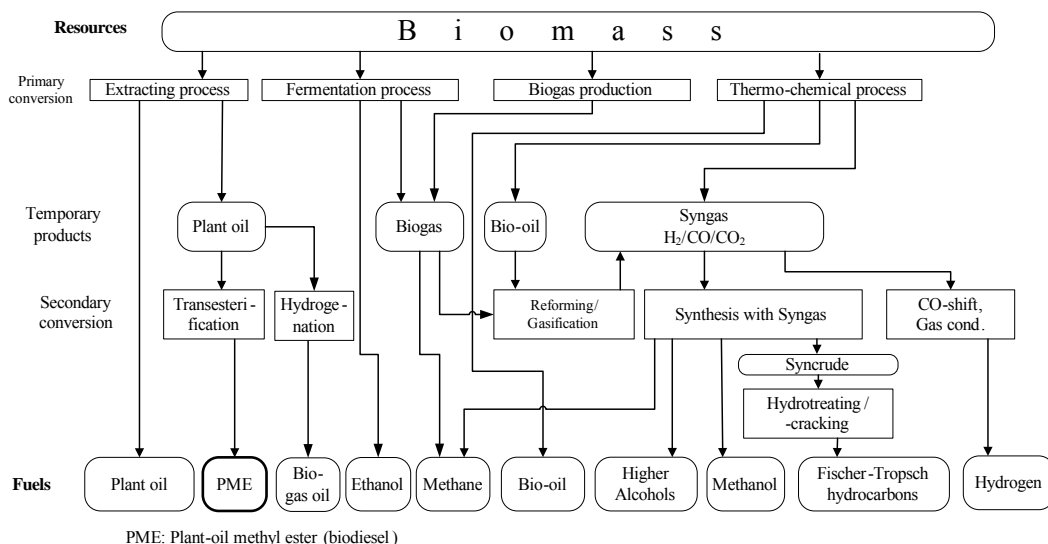 Resources
B i o m a s s
Primary
conversion
Extracting process
Fermentation process
Biogas production
Thermo-chemical process
Temporary
products
Plant oil
Biogas
Bio-oil
Syngas
H₂/CO/CO₂
Secondary
conversion
Transesteri-
fication
Hydroge-
nation
Reforming/
Gasification
Synthesis with Syngas
CO-shift,
Gas cond.
Syncrude
Hydrotreating/
-cracking
Fuels
Plant oil
PME
Bio-
gas oil
Ethanol
Methane
Bio-oil
Higher
Alcohols
Methanol
Fischer-Tropsch
hydrocarbons
Hydrogen
PME: Plant-oil methyl ester (biodiesel)